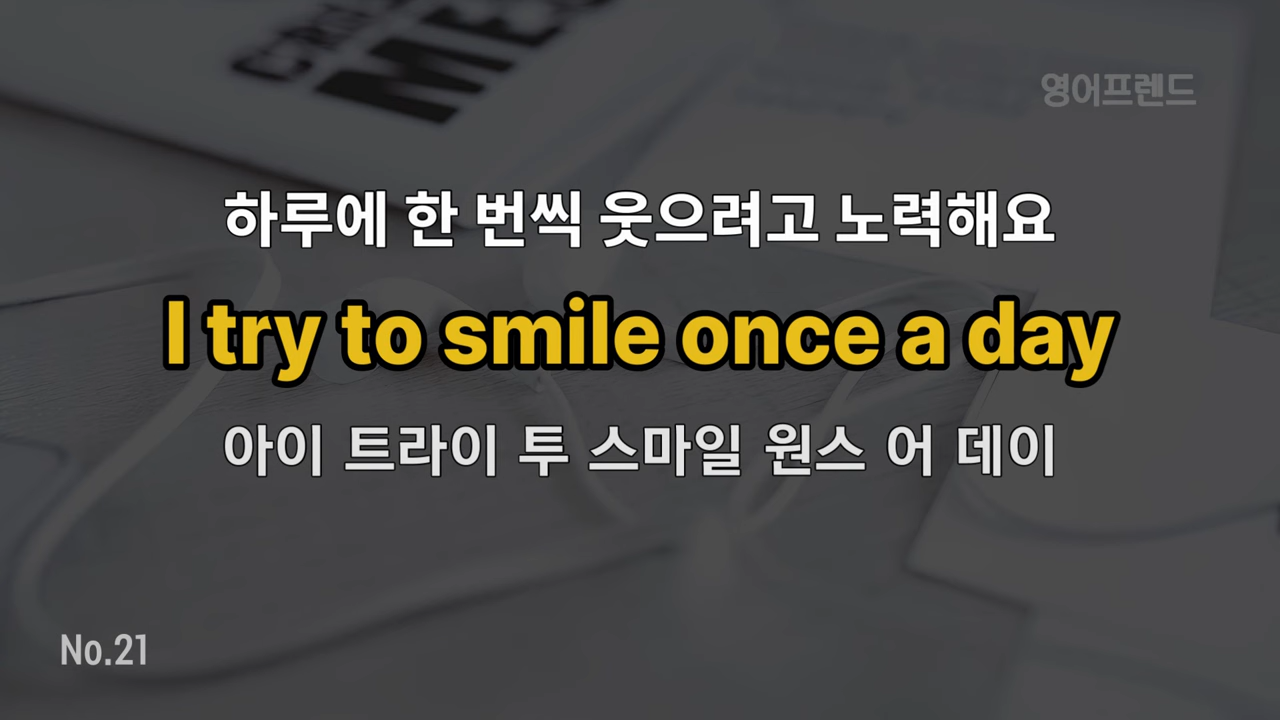 영어프렌드
하루에 한 번씩 웃으려고 노력해요
I try to smile once a day
아이 트라이 투 스마일 원스 어 데이
No.21